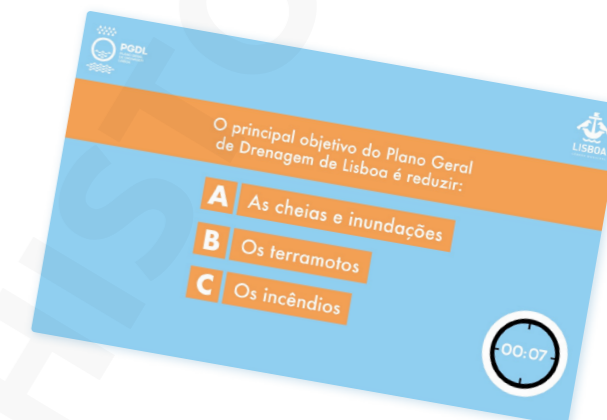 PGDL
LISBOA
O principal objetivo do Plano Geral
de Drenagem de Lisboa é reduzir:
A As cheias e inundações
B Os terramotos
C Os incêndios
00:07
HISTO